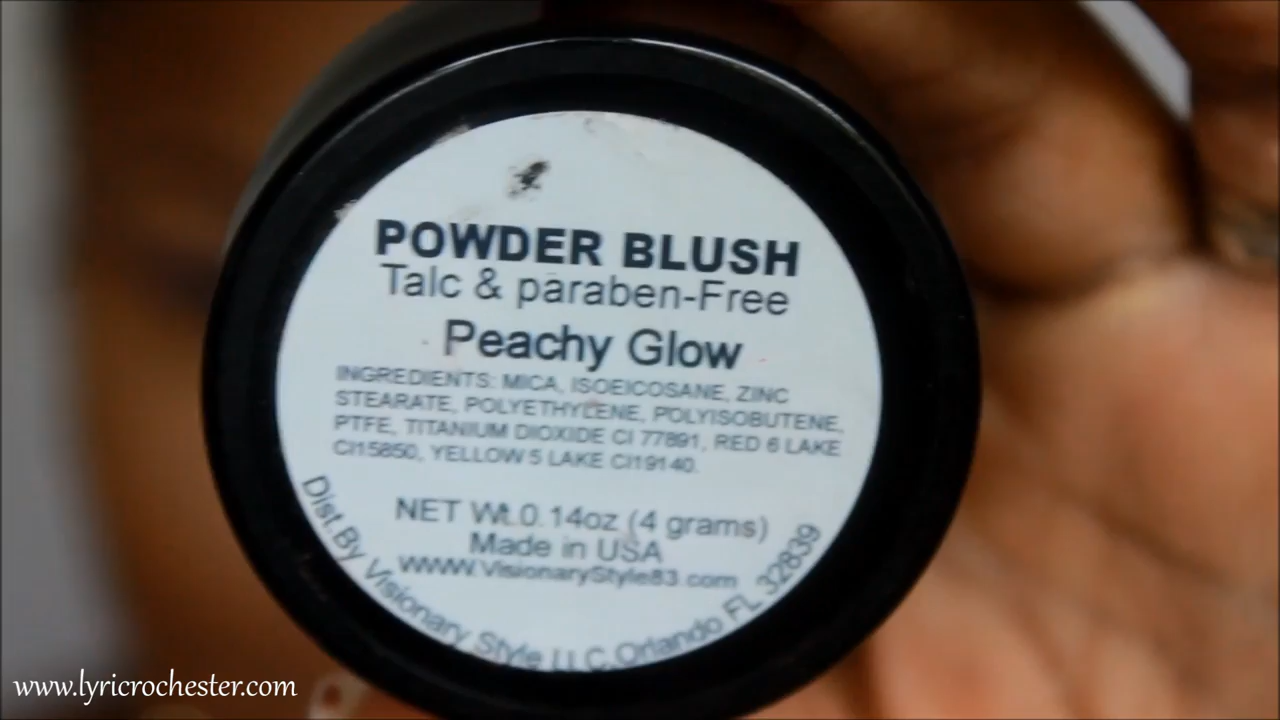 POWDER BLUSH
Talc & paraben-Free
Peachy Glow
INGREDIENTS: MICA, ISOEICOSANE, ZINC
STEARATE, POLYETHYLENE, POLYISOBUTENE,
PTFE, TITANIUM DIOXIDE CI 77891, RED 6 LAKE
CI15850, YELLOW 5 LAKE CI19140.
NET Wt.0.14oz (4 grams)
Made in USA
www.VisionaryStyle83.com
Dist.By Visionary Style LLC,Orlando FL 32839
www.lyricrochester.com